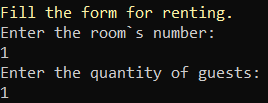 Fill the form for renting.
Enter the room`s number:
1
Enter the quantity of guests:
1